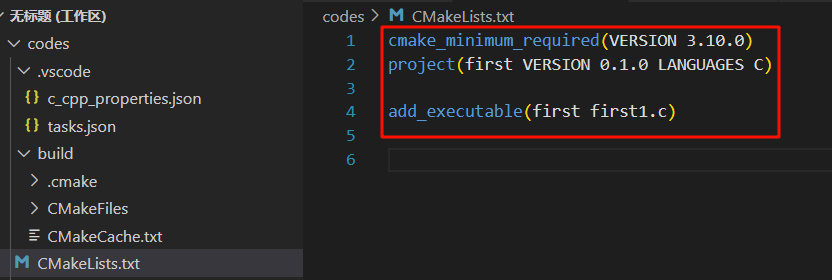 无标题 (工作区)
codes
.vscode
{} c_cpp_properties.json
{} tasks.json
build
.cmake
CMakeFiles
CMakeCache.txt
M CMakeLists.txt
codes > M CMakeLists.txt
1 cmake_minimum_required(VERSION 3.10.0)
2 project(first VERSION 0.1.0 LANGUAGES C)
3
4 add_executable(first first1.c)
5
6